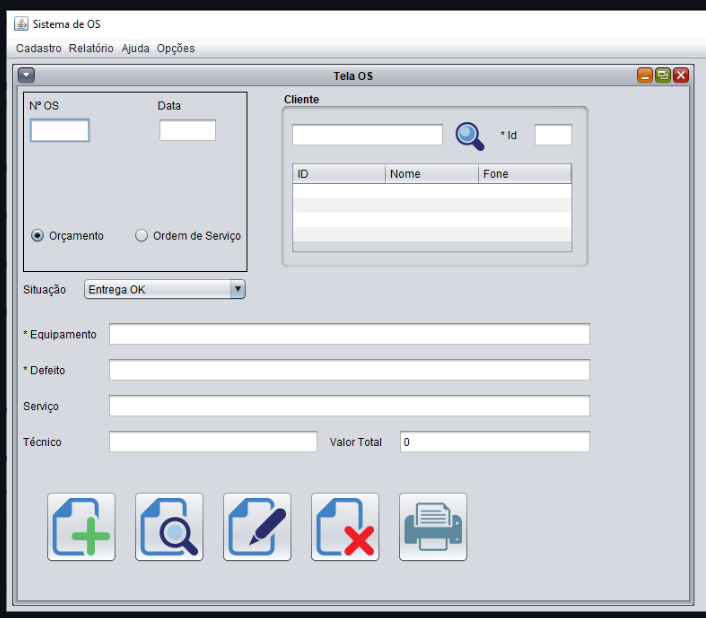 Sistema de OS
Cadastro Relatório Ajuda Opções
Tela OS
Nº OS Data
Cliente
* Id
ID Nome Fone
Orçamento Ordem de Serviço
Situação Entrega OK
* Equipamento
* Defeito
Serviço
Técnico Valor Total 0